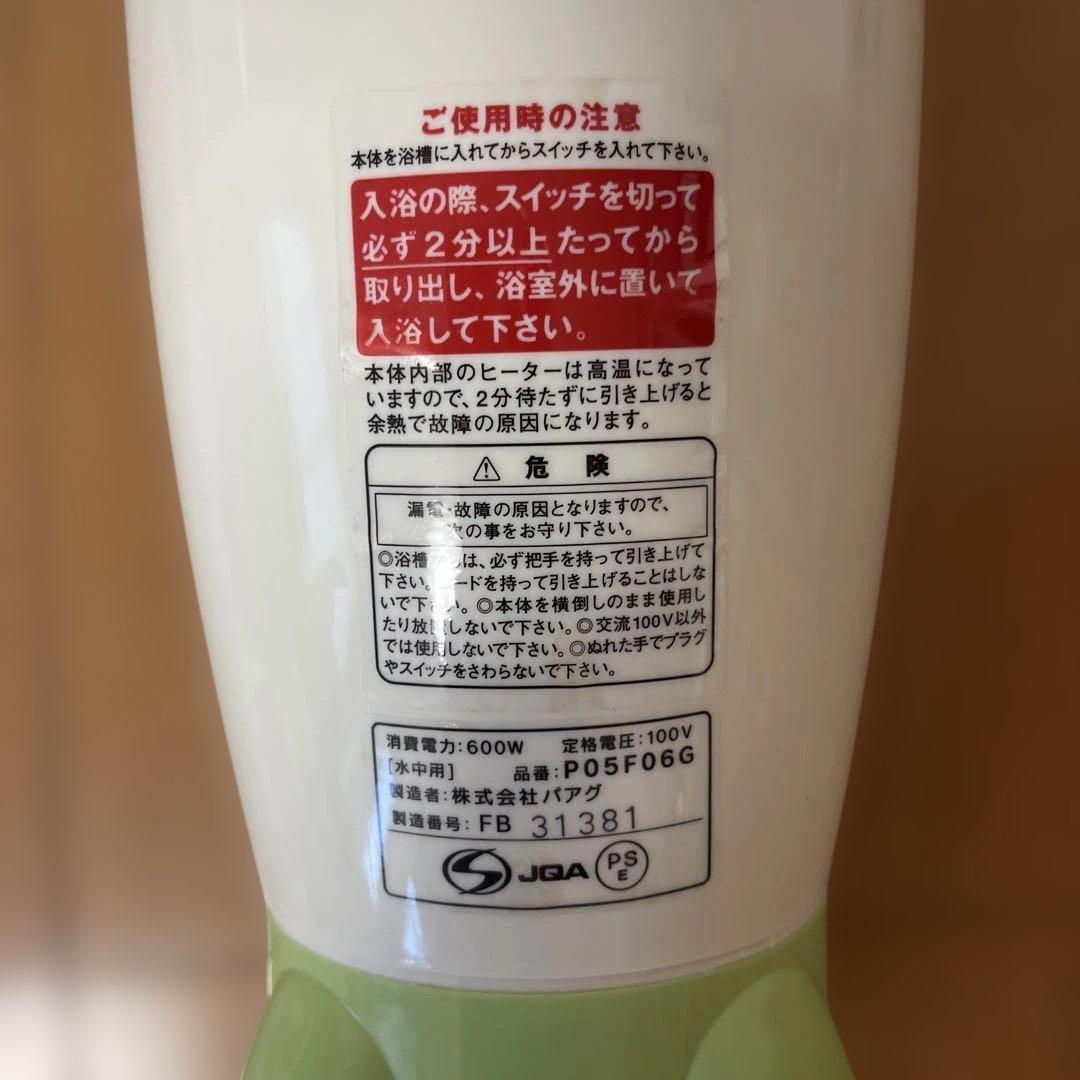 ご使用時の注意
本体を浴槽に入れてからスイッチを入れて下さい。
入浴の際、スイッチを切って
必ず2分以上たってから
取り出し、浴室外に置いて
入浴して下さい。
本体内部のヒーターは高温になって
いますので、2分待たずに引き上げると
余熱で故障の原因になります。
危 険
漏電・故障の原因となりますので、
次の事をお守り下さい。
◎浴槽からは、必ず把手を持って引き上げて
下さい。コードを持って引き上げることはしな
いで下さい。◎本体を横倒しのまま使用し
たり放置しないで下さい。◎交流100V以外
では使用しないで下さい。◎ぬれた手でプラグ
やスイッチをさわらないで下さい。
消費電力:600W 定格電圧:100V
[水中用] 品番:P05F06G
製造者:株式会社パアグ
製造番号:FB 31381
JQA PSE